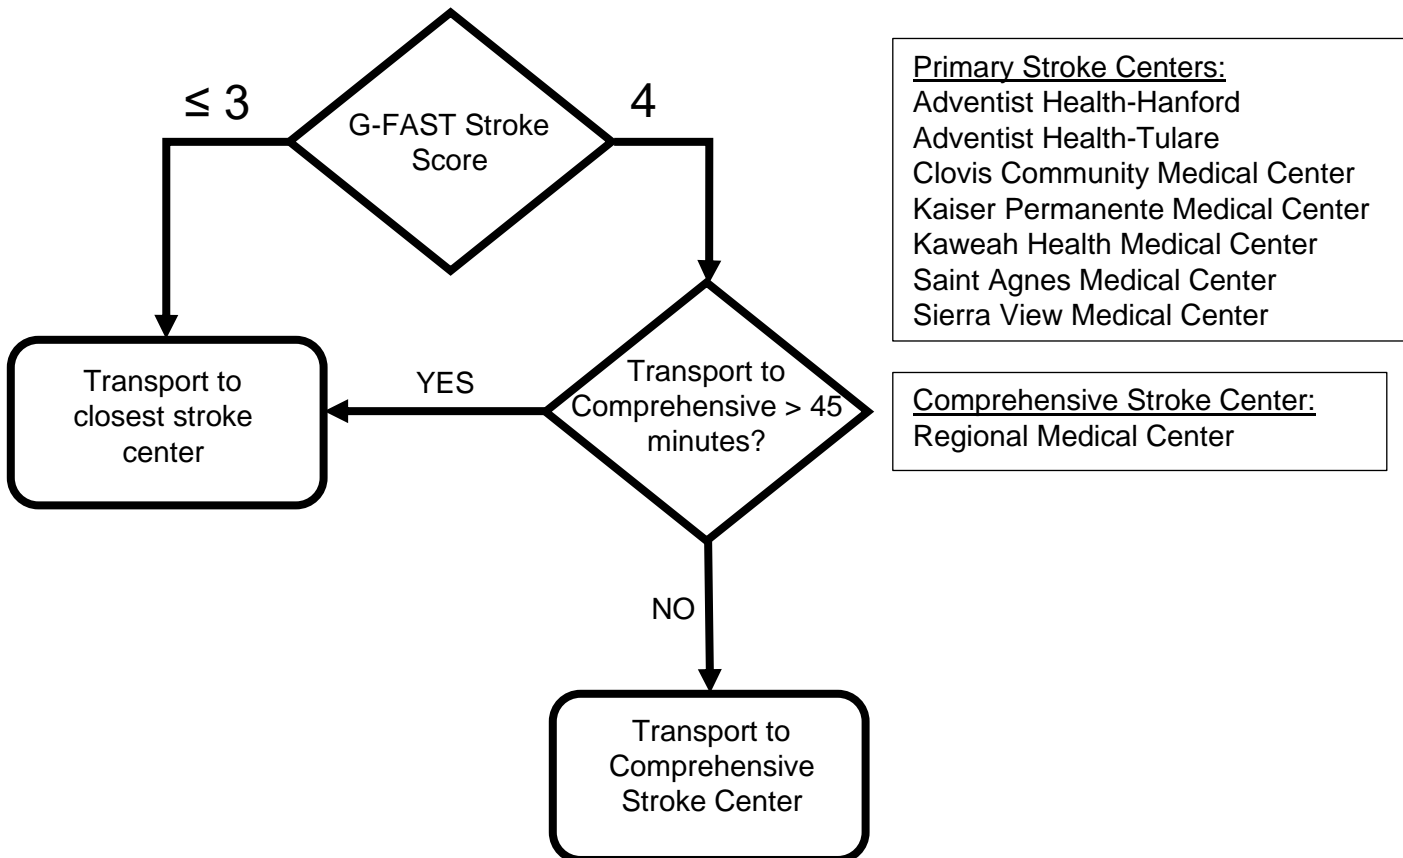 ≤ 3
4
G-FAST Stroke
Score
Primary Stroke Centers:
Adventist Health-Hanford
Adventist Health-Tulare
Clovis Community Medical Center
Kaiser Permanente Medical Center
Kaweah Health Medical Center
Saint Agnes Medical Center
Sierra View Medical Center
Transport to
closest stroke
center
YES
Transport to
Comprehensive > 45
minutes?
Comprehensive Stroke Center:
Regional Medical Center
NO
Transport to
Comprehensive
Stroke Center